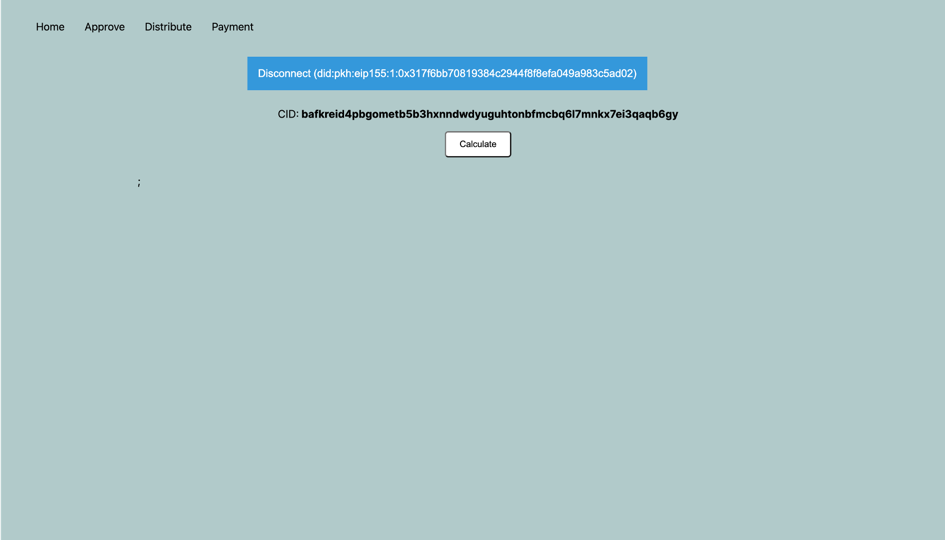 Home Approve Distribute Payment
Disconnect (did:pkh:eip155:1:0x317f6bb70819384c2944f8f8efa049a983c5ad02)
CID: bafkreid4pbgometb5b3hxnndwdyuguhtonbfmcbq6l7mnkx7ei3qaqb6gy
Calculate
;